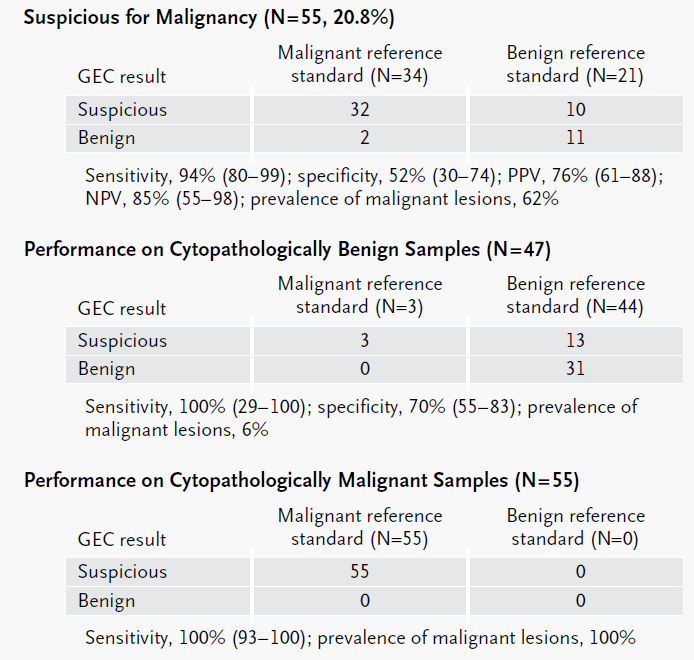 Suspicious for Malignancy (N=55, 20.8%)
GEC result Malignant reference standard (N=34) Benign reference standard (N=21)
Suspicious 32 10
Benign 2 11
Sensitivity, 94% (80–99); specificity, 52% (30–74); PPV, 76% (61–88);
NPV, 85% (55–98); prevalence of malignant lesions, 62%
Performance on Cytopathologically Benign Samples (N=47)
GEC result Malignant reference standard (N=3) Benign reference standard (N=44)
Suspicious 3 13
Benign 0 31
Sensitivity, 100% (29–100); specificity, 70% (55–83); prevalence of
malignant lesions, 6%
Performance on Cytopathologically Malignant Samples (N=55)
GEC result Malignant reference standard (N=55) Benign reference standard (N=0)
Suspicious 55 0
Benign 0 0
Sensitivity, 100% (93–100); prevalence of malignant lesions, 100%